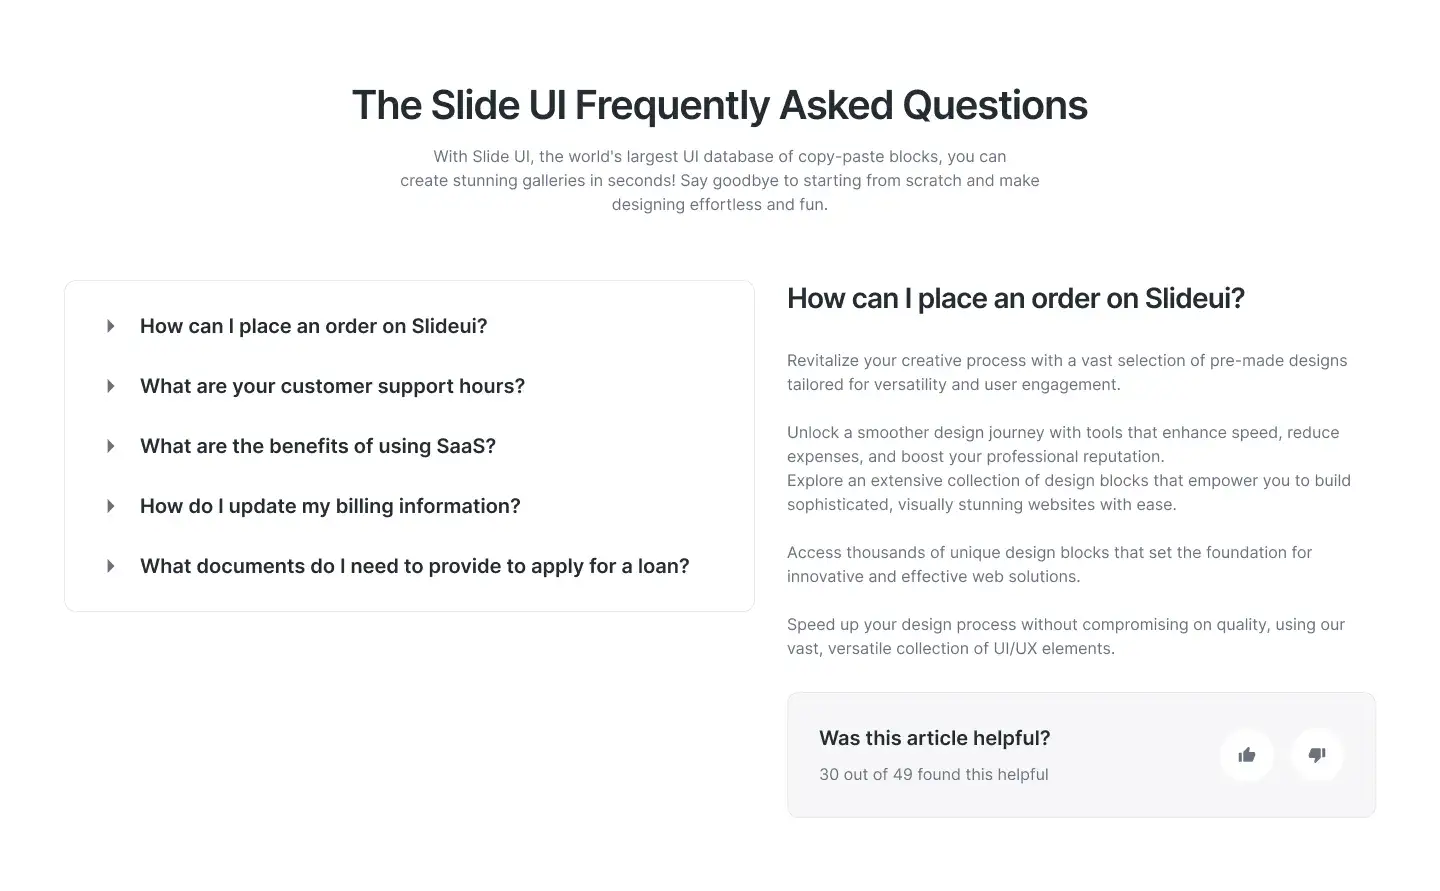 The Slide UI Frequently Asked Questions
With Slide UI, the world's largest UI database of copy-paste blocks, you can
create stunning galleries in seconds! Say goodbye to starting from scratch and make
designing effortless and fun.
How can I place an order on Slideui?
What are your customer support hours?
What are the benefits of using SaaS?
How do I update my billing information?
What documents do I need to provide to apply for a loan?
How can I place an order on Slideui?
Revitalize your creative process with a vast selection of pre-made designs
tailored for versatility and user engagement.
Unlock a smoother design journey with tools that enhance speed, reduce
expenses, and boost your professional reputation.
Explore an extensive collection of design blocks that empower you to build
sophisticated, visually stunning websites with ease.
Access thousands of unique design blocks that set the foundation for
innovative and effective web solutions.
Speed up your design process without compromising on quality, using our
vast, versatile collection of UI/UX elements.
Was this article helpful?
30 out of 49 found this helpful